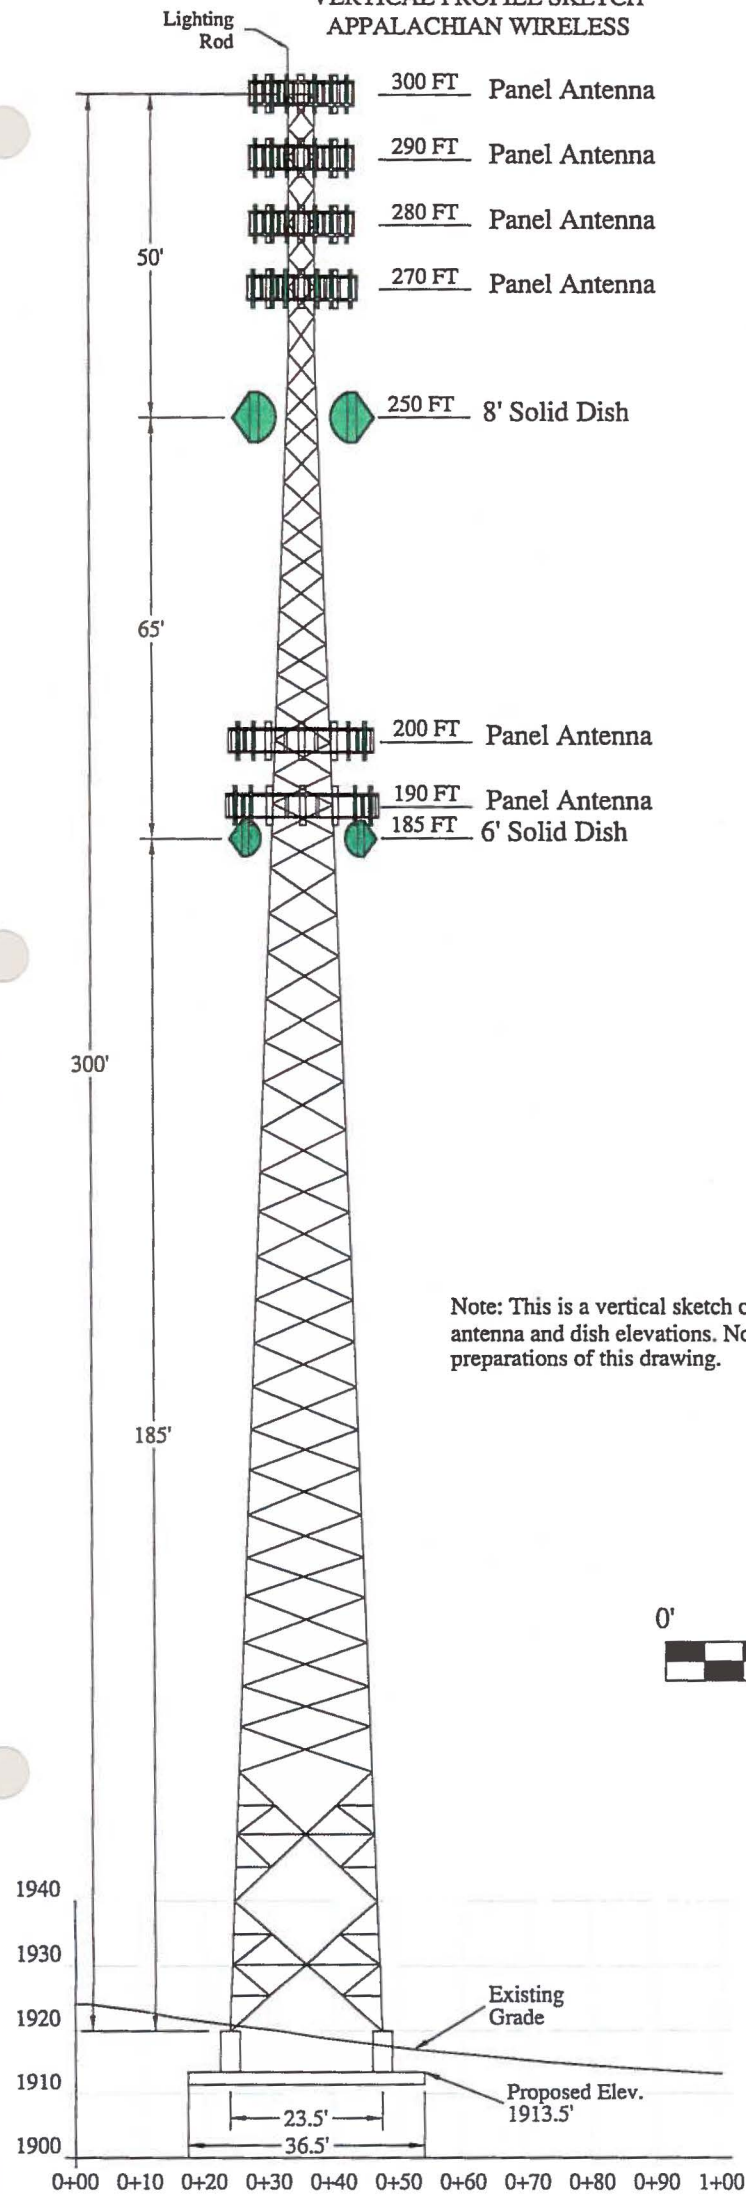 VERTICAL PROFILE SKETCH
APPALACHIAN WIRELESS
Lighting
Rod
300 FT Panel Antenna
290 FT Panel Antenna
280 FT Panel Antenna
50'
270 FT Panel Antenna
250 FT 8' Solid Dish
65'
200 FT Panel Antenna
190 FT Panel Antenna
185 FT 6' Solid Dish
300'
Note: This is a vertical sketch
antenna and dish elevations.
preparations of this drawing.
185'
0'
1940
1930
1920
1910
1900
Existing
Grade
Proposed Elev.
1913.5'
23.5'
36.5'
0+00 0+10 0+20 0+30 0+40 0+50 0+60 0+70 0+80 0+90 1+00